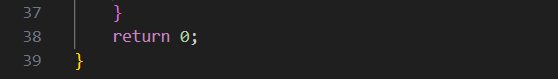 37 }
38 return 0;
39 }